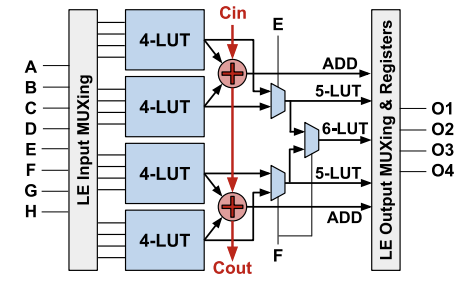 Cin
4-LUT
E
A
B
C
D
E
F
G
H
LE Input MUXing
ADD
4-LUT
5-LUT
6-LUT
4-LUT
5-LUT
ADD
4-LUT
F
Cout
LE Output MUXing & Registers
O1
O2
O3
O4